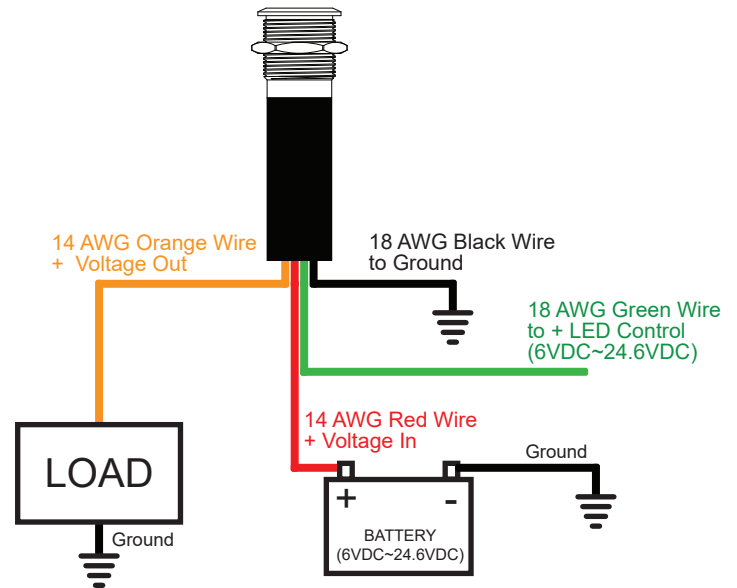 14 AWG Orange Wire
+ Voltage Out
18 AWG Black Wire
to Ground
18 AWG Green Wire
to + LED Control
(6VDC~24.6VDC)
14 AWG Red Wire
+ Voltage In
LOAD
Ground
Ground
+ -
BATTERY
(6VDC~24.6VDC)